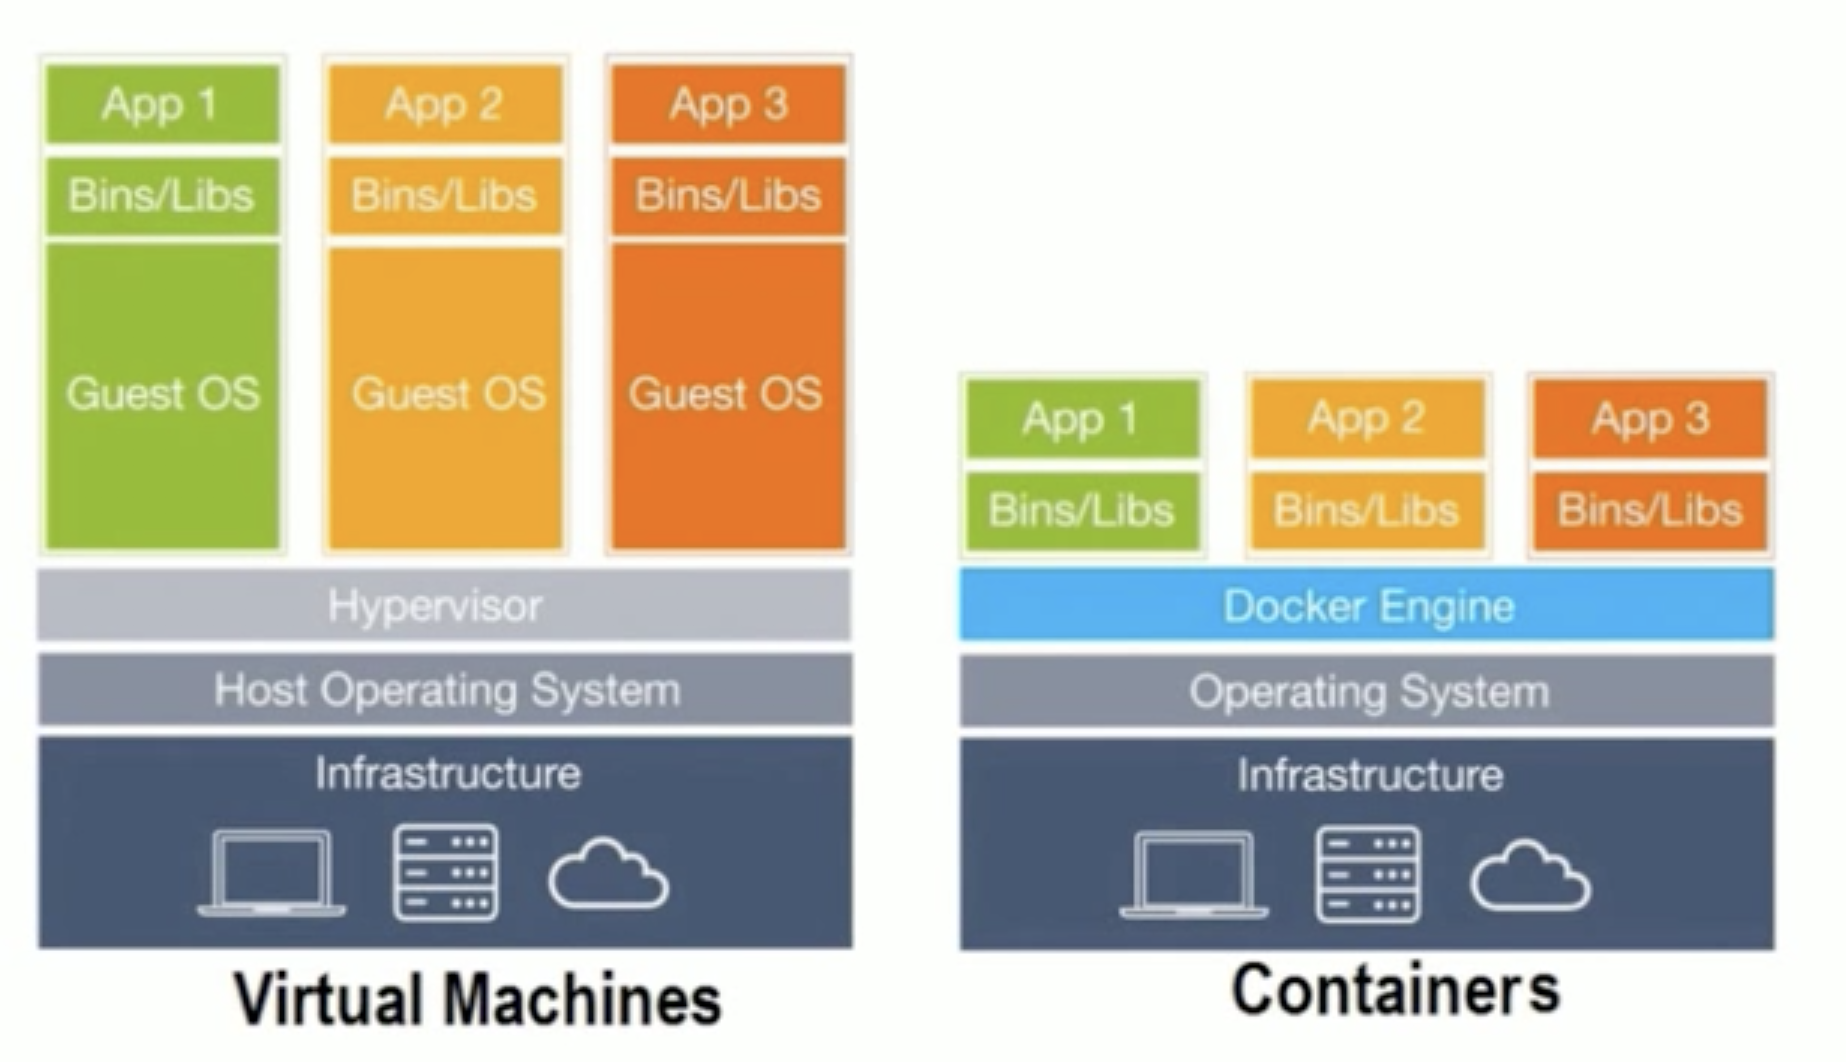 App 1
App 2
App 3
Bins/Libs
Bins/Libs
Bins/Libs
Guest OS
Guest OS
Guest OS
Hypervisor
Host Operating System
Infrastructure
Virtual Machines
App 1
App 2
App 3
Bins/Libs
Bins/Libs
Bins/Libs
Docker Engine
Operating System
Infrastructure
Containers